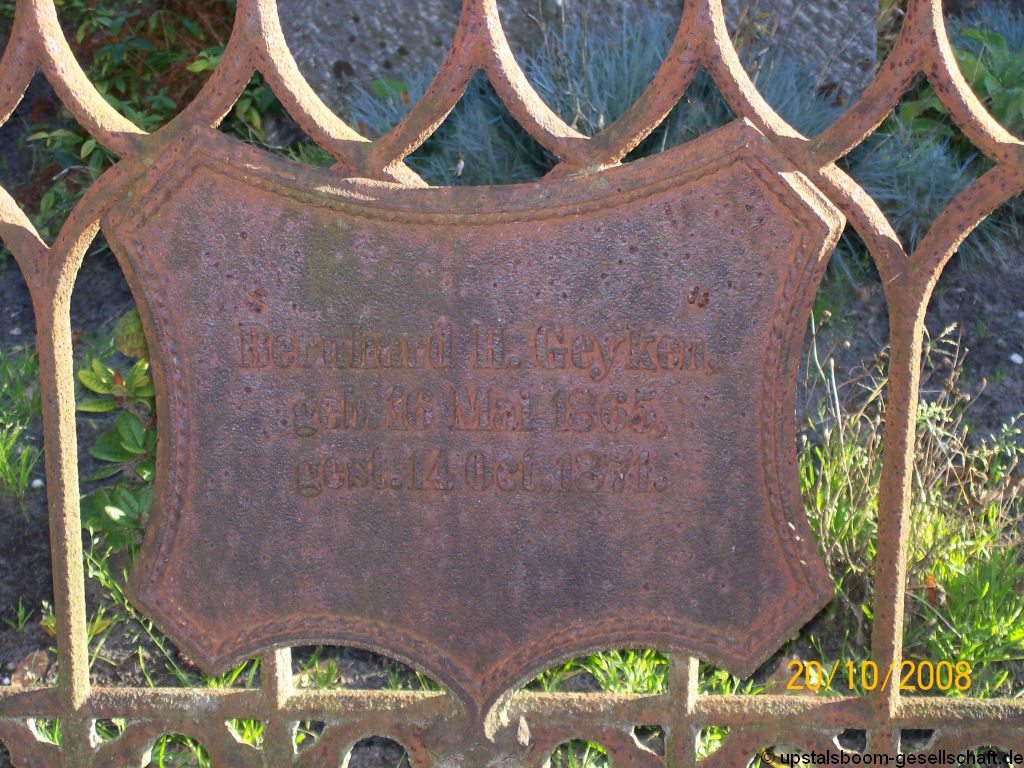 Bernhard H. Geyken,
geb. 16 Mai 1865,
gest. 14 Oct. 1871.
20/10/2008
© upstalsboom-gesellschaft.de